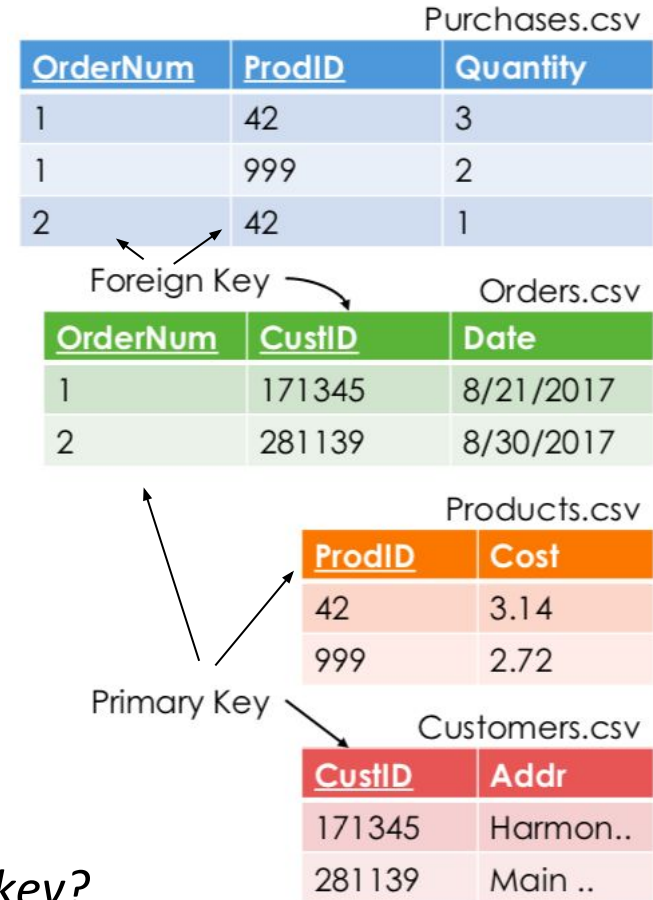 Purchases.csv
OrderNum ProdID Quantity
1 42 3
1 999 2
2 42 1
Foreign Key
Orders.csv
OrderNum CustID Date
1 171345 8/21/2017
2 281139 8/30/2017
Products.csv
ProdID Cost
42 3.14
999 2.72
Primary Key
Customers.csv
CustID Addr
171345 Harmon..
281139 Main ..
key?